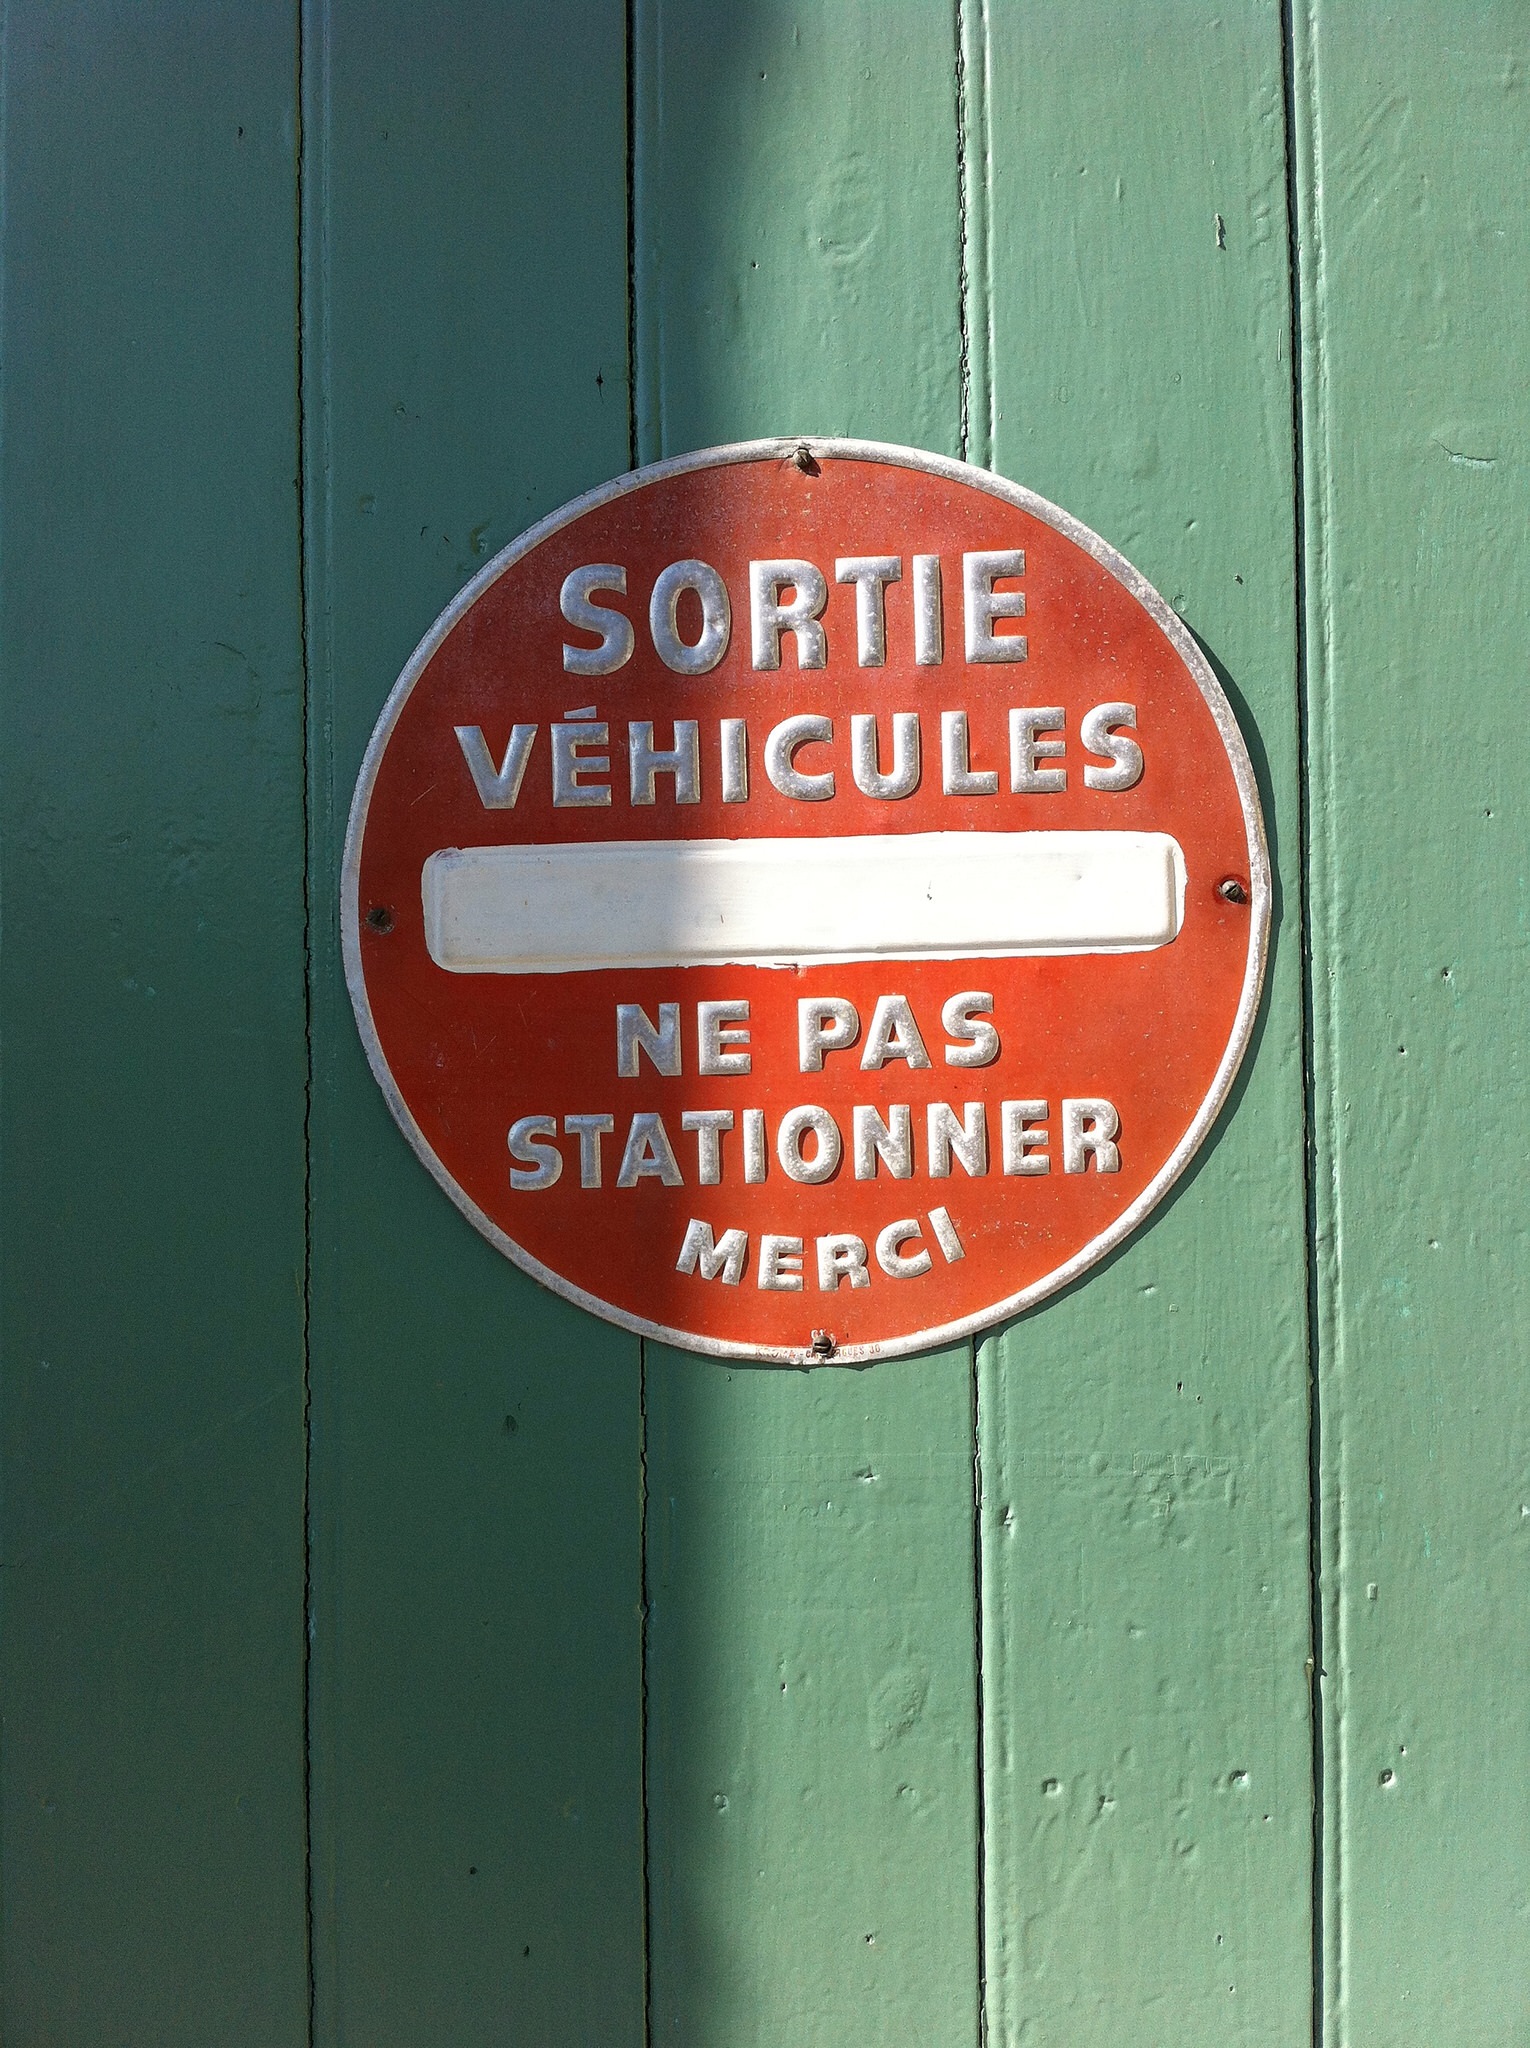 SORTIE
VÉHICULES
NE PAS
STATIONNER
MERCI